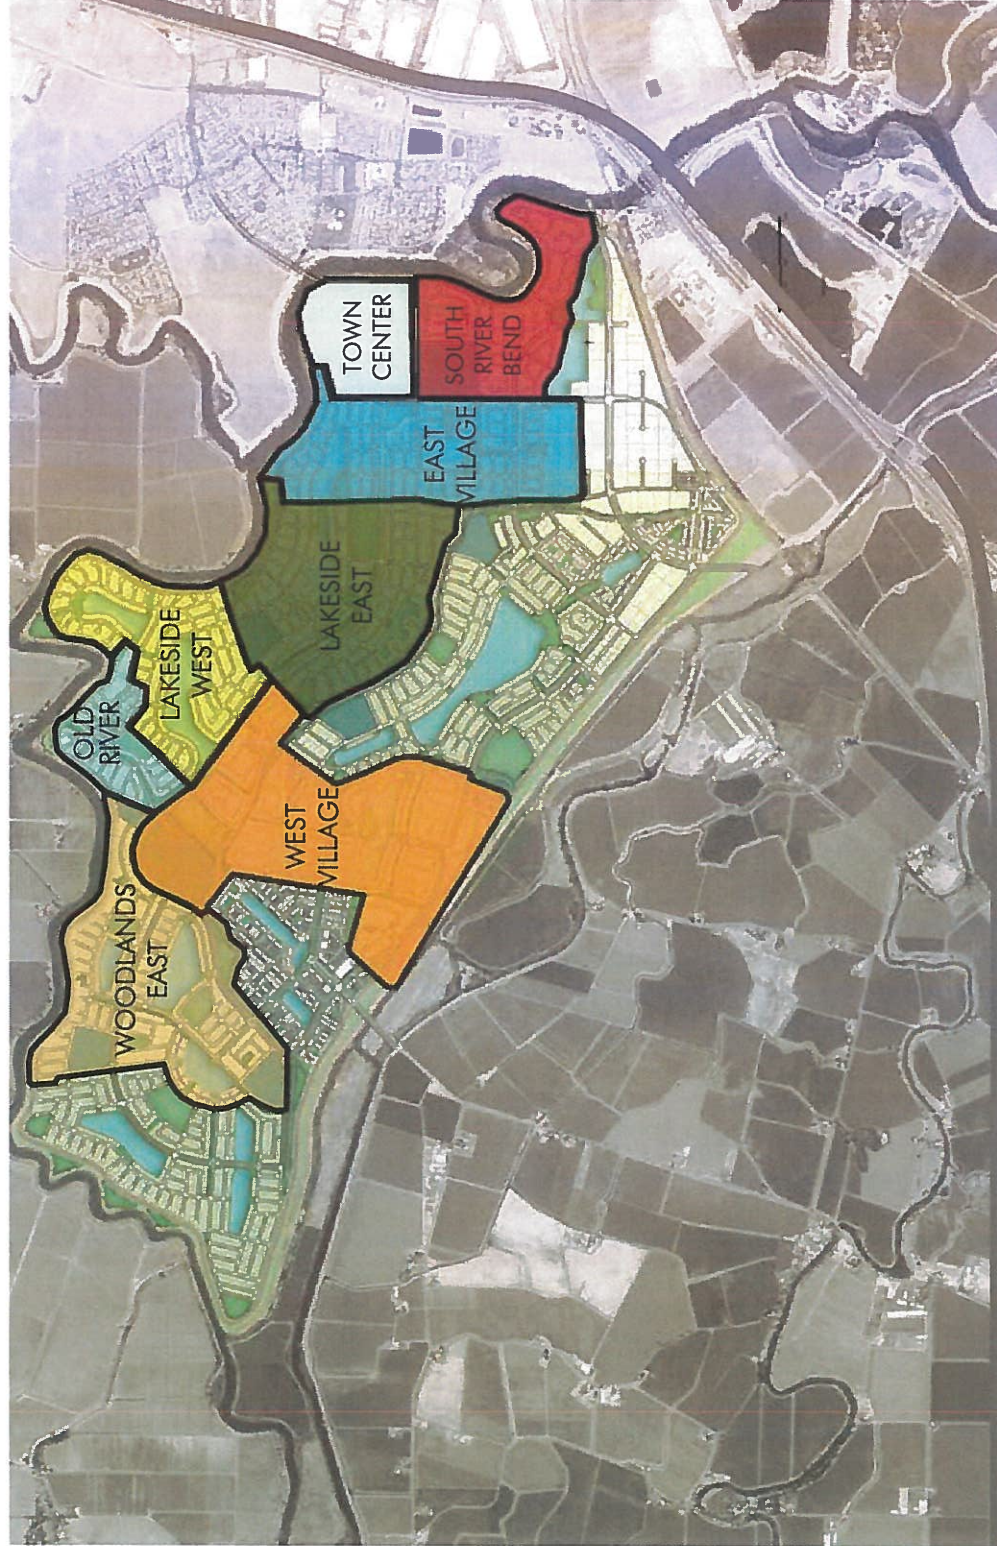 WOODLANDS
EAST
OLD
RIVER
LAKESIDE
WEST
WEST
VILLAGE
LAKESIDE
EAST
EAST
VILLAGE
TOWN
CENTER
SOUTH
RIVER
BEND